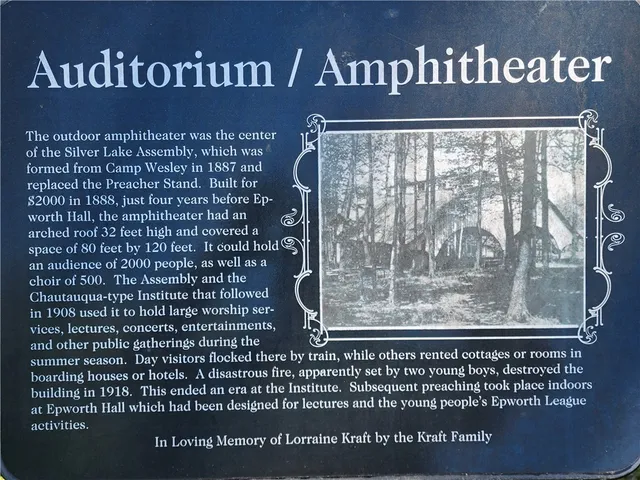 Auditorium / Amphitheater
The outdoor amphitheater was the center
of the Silver Lake Assembly, which was
formed from Camp Wesley in 1887 and
replaced the Preacher Stand.  Built for
$2000 in 1888, just four years before Ep-
worth Hall, the amphitheater had an
arched roof 32 feet high and covered a
space of 80 feet by 120 feet.  It could hold
an audience of 2000 people, as well as a
choir of 500.  The Assembly and the
Chautauqua-type Institute that followed
in 1908 used it to hold large worship ser-
vices, lectures, concerts, entertainments,
and other public gatherings during the
summer season.  Day visitors flocked there by train, while others rented cottages or rooms in
boarding houses or hotels.  A disastrous fire, apparently set by two young boys, destroyed the
building in 1918.  This ended an era at the Institute.  Subsequent preaching took place indoors
at Epworth Hall which had been designed for lectures and the young people's Epworth League
activities.
In Loving Memory of Lorraine Kraft by the Kraft Family